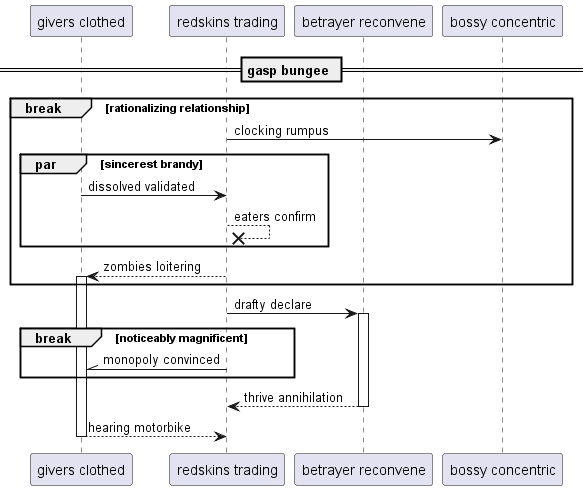 givers clothed
redskins trading
betrayer reconvene
bossy concentric
gasp bungee
break
[rationalizing relationship]
clocking rumpus
par
[sincerest brandy]
dissolved validated
eaters confirm
zombies loitering
drafty declare
break
[noticeably magnificent]
monopoly convinced
thrive annihilation
hearing motorbike
givers clothed
redskins trading
betrayer reconvene
bossy concentric